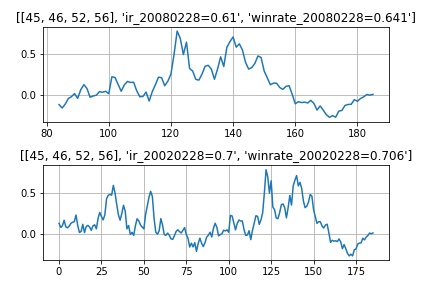 [[45, 46, 52, 56], 'ir_20080228=0.61', 'winrate_20080228=0.641']
0.5
0.0
80 100 120 140 160 180
[[45, 46, 52, 56], 'ir_20020228=0.7', 'winrate_20020228=0.706']
0.5
0.0
0 25 50 75 100 125 150 175